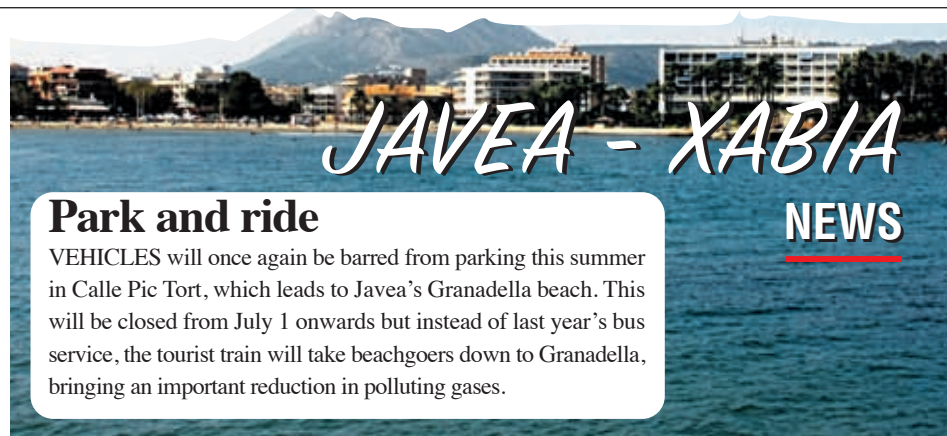 JAVEA - XABIA
NEWS
Park and ride
VEHICLES will once again be barred from parking this summer
in Calle Pic Tort, which leads to Javea’s Granadella beach. This
will be closed from July 1 onwards but instead of last year’s bus
service, the tourist train will take beachgoers down to Granadella,
bringing an important reduction in polluting gases.